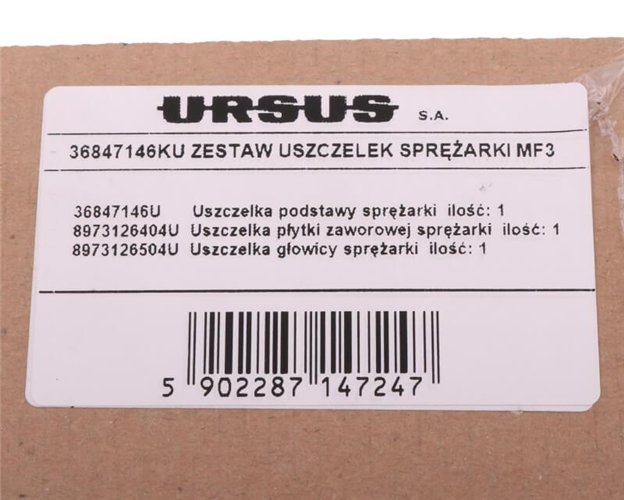 URSUS S.A.
36847146KU ZESTAW USZCZELEK SPRĘŻARKI MF3
36847146U Uszczelka podstawy sprężarki ilość: 1
8973126404U Uszczelka płytki zaworowej sprężarki ilość: 1
8973126504U Uszczelka głowicy sprężarki ilość: 1
5 902287 147247